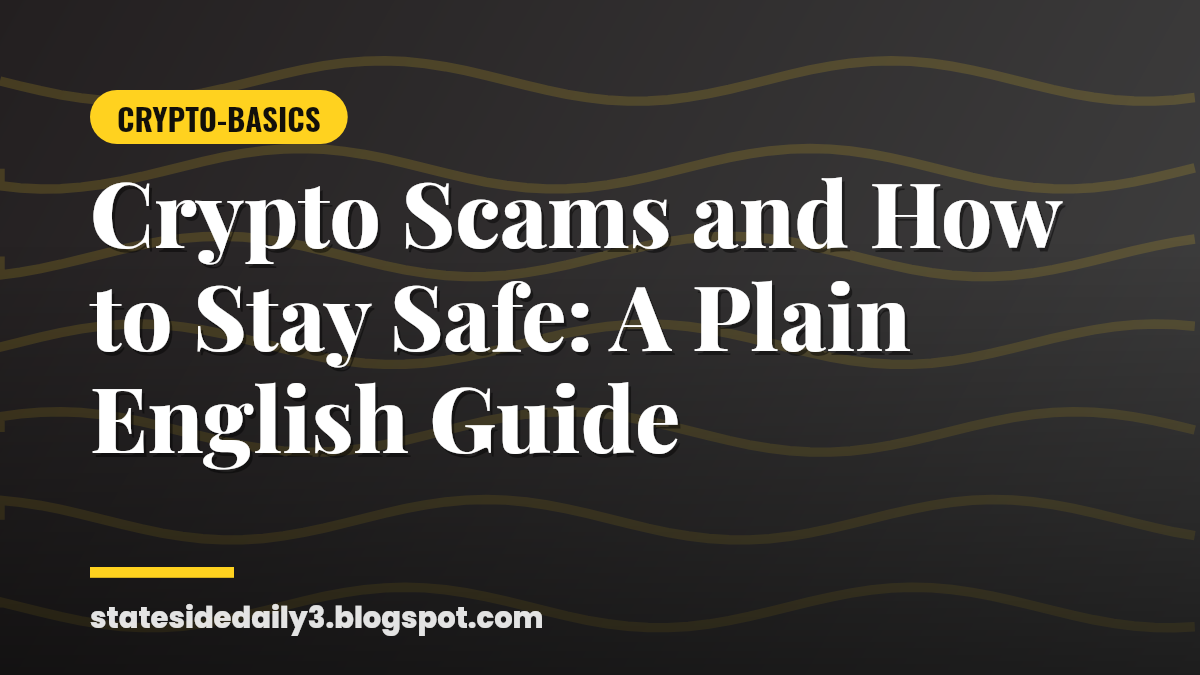 CRYPTO-BASICS
Crypto Scams and How
to Stay Safe: A Plain
English Guide
statesidedaily3.blogspot.com